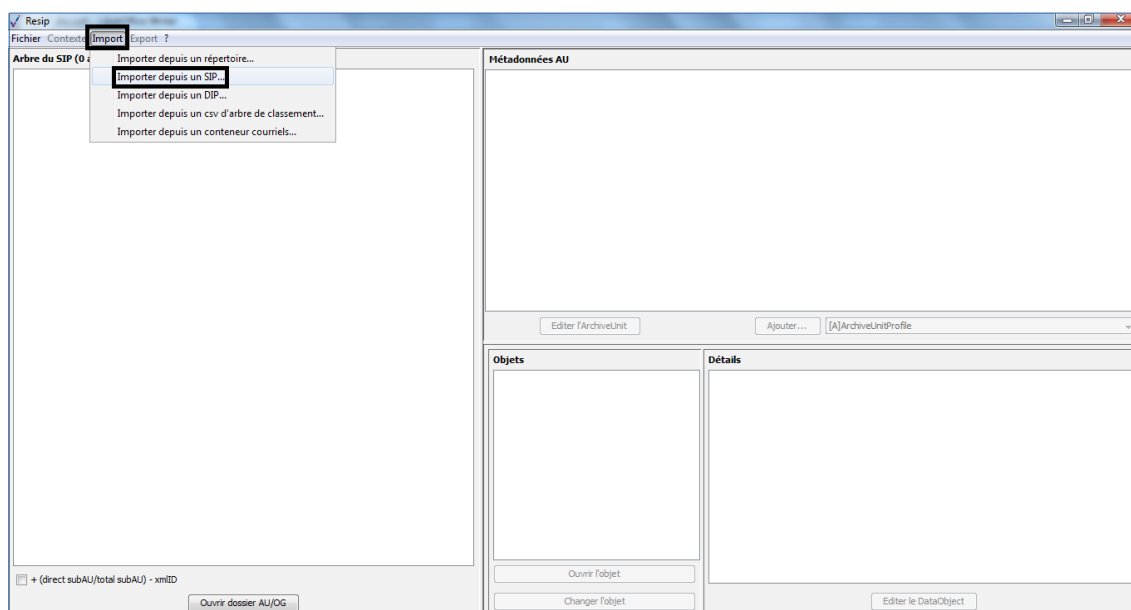 Resip
Fichier Contexte Import Export ?
Arbre du SIP (0
Importer depuis un répertoire...
Importer depuis un SIP...
Importer depuis un DIP...
Importer depuis un csv d'arbre de classement...
Importer depuis un conteneur courriels...
Métadonnées AU
Editer l'ArchiveUnit
Ajouter...
[A]ArchiveUnitProfile
Objets
Détails
Ouvrir l'objet
Changer l'objet
Editer le DataObject
+ (direct subAU/total subAU) - xmlID
Ouvrir dossier AU/OG